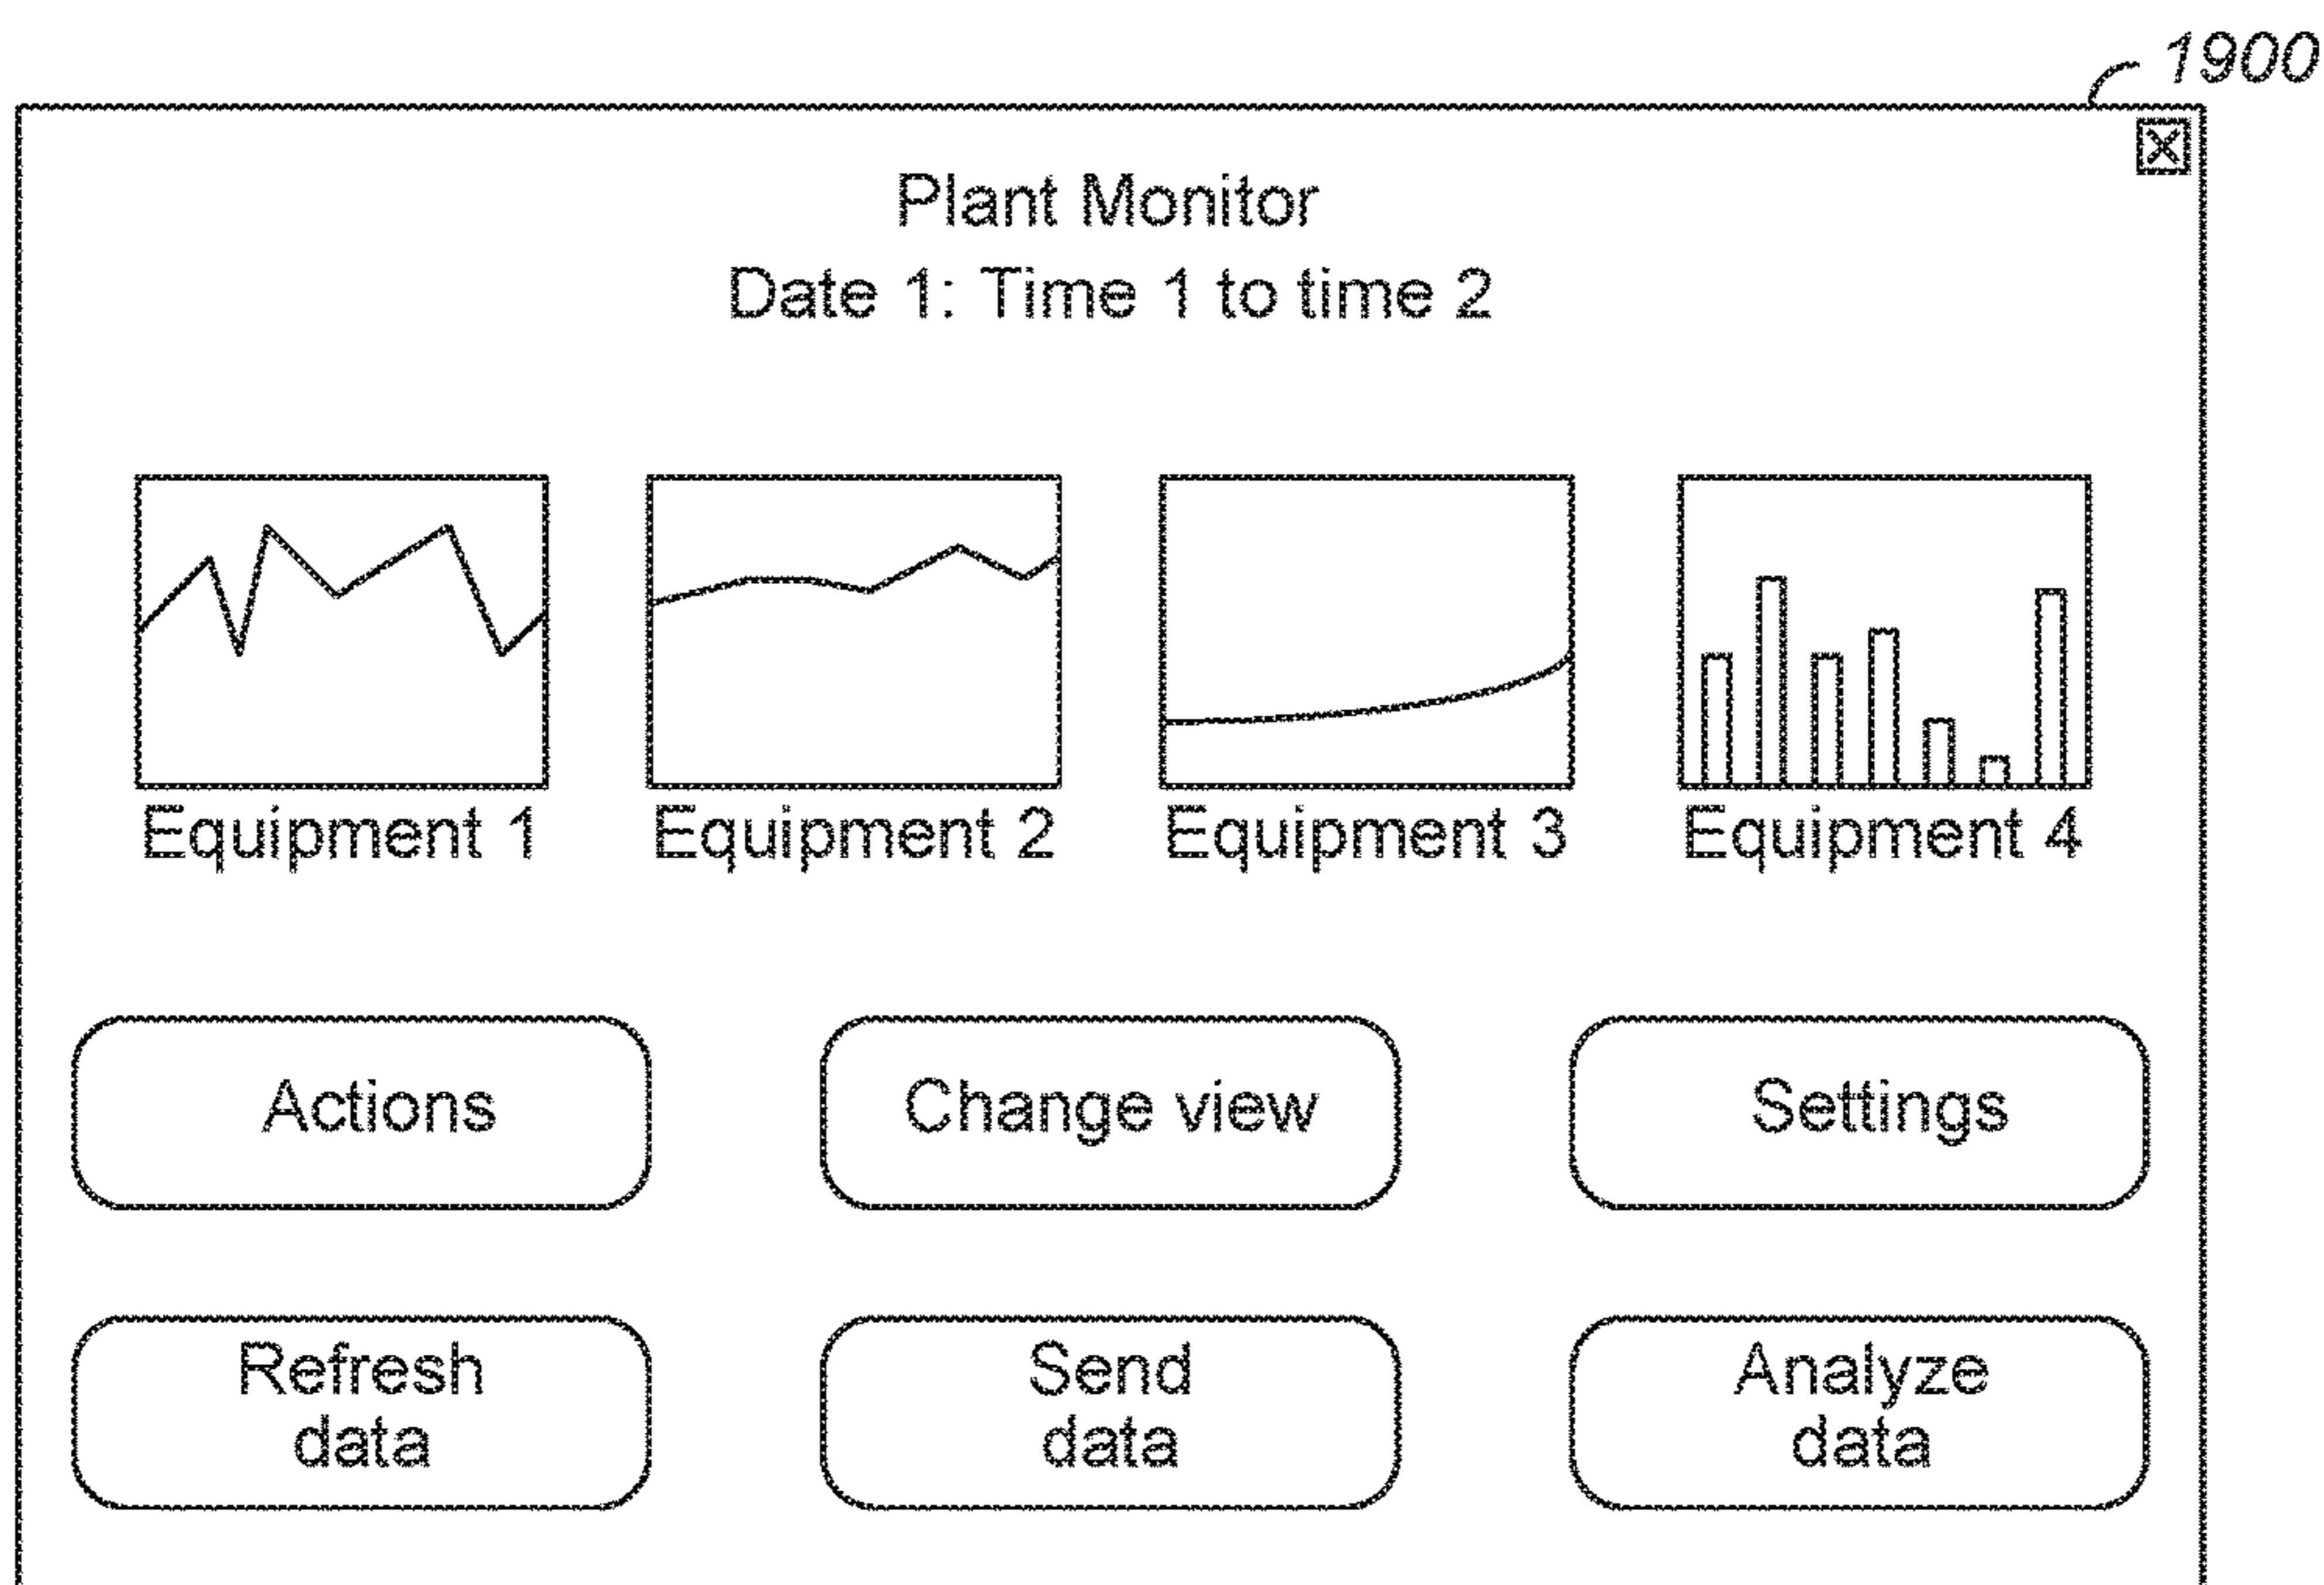 1900
Plant Monitor
Date 1: Time 1 to time 2
Equipment 1
Equipment 2
Equipment 3
Equipment 4
Actions
Change view
Settings
Refresh
data
Send
data
Analyze
data